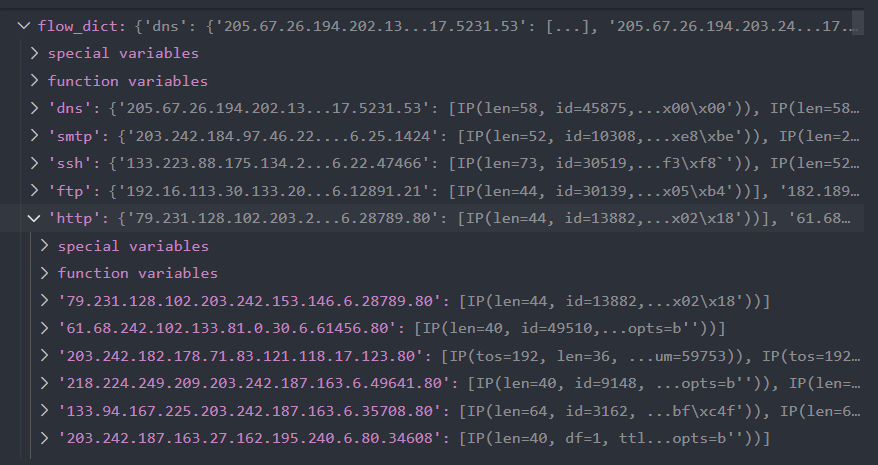 flow_dict: {'dns': {'205.67.26.194.202.13...17.5231.53': [...], '205.67.26.194.203.24...17...
special variables
function variables
'dns': {'205.67.26.194.202.13...17.5231.53': [IP(len=58, id=45875,...x00\x00')), IP(len=58...
'smtp': {'203.242.184.97.46.22....6.25.1424': [IP(len=52, id=10308,...xe8\xbe')), IP(len=2...
'ssh': {'133.223.88.175.134.2...6.22.47466': [IP(len=73, id=30519,...f3\xf8`')), IP(len=52...
'ftp': {'192.16.113.30.133.20...6.12891.21': [IP(len=44, id=30139,...x05\xb4'))], '182.189...
'http': {'79.231.128.102.203.2...6.28789.80': [IP(len=44, id=13882,...x02\x18'))], '61.68...
special variables
function variables
'79.231.128.102.203.242.153.146.6.28789.80': [IP(len=44, id=13882,...x02\x18'))]
'61.68.242.102.133.81.0.30.6.61456.80': [IP(len=40, id=49510,...opts=b''))]
'203.242.182.178.71.83.121.118.17.123.80': [IP(tos=192, len=36, ...um=59753)), IP(tos=192...
'218.224.249.209.203.242.187.163.6.49641.80': [IP(len=40, id=9148, ...opts=b'')), IP(len=...
'133.94.167.225.203.242.187.163.6.35708.80': [IP(len=64, id=3162, ...bf\xc4f')), IP(len=6...
'203.242.187.163.27.162.195.240.6.80.34608': [IP(len=40, df=1, ttl...opts=b''))]